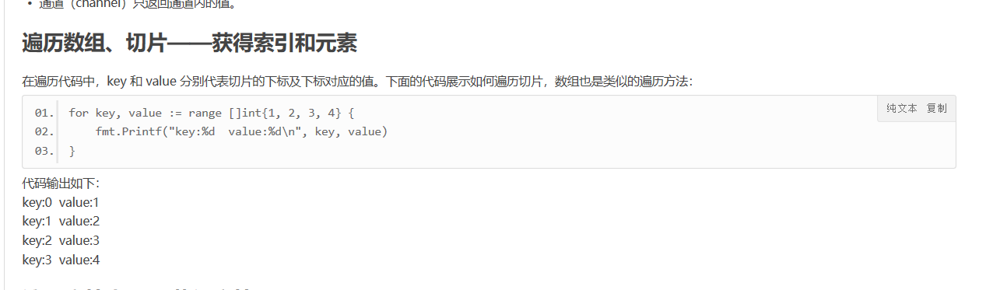 • 通道（channel）只返回通道内的值。
遍历数组、切片——获得索引和元素
在遍历代码中，key 和 value 分别代表切片的下标及下标对应的值。下面的代码展示如何遍历切片，数组也是类似的遍历方法：
纯文本 复制
01. for key, value := range []int{1, 2, 3, 4} {
02.     fmt.Printf("key:%d  value:%d\n", key, value)
03. }
代码输出如下：
key:0  value:1
key:1  value:2
key:2  value:3
key:3  value:4